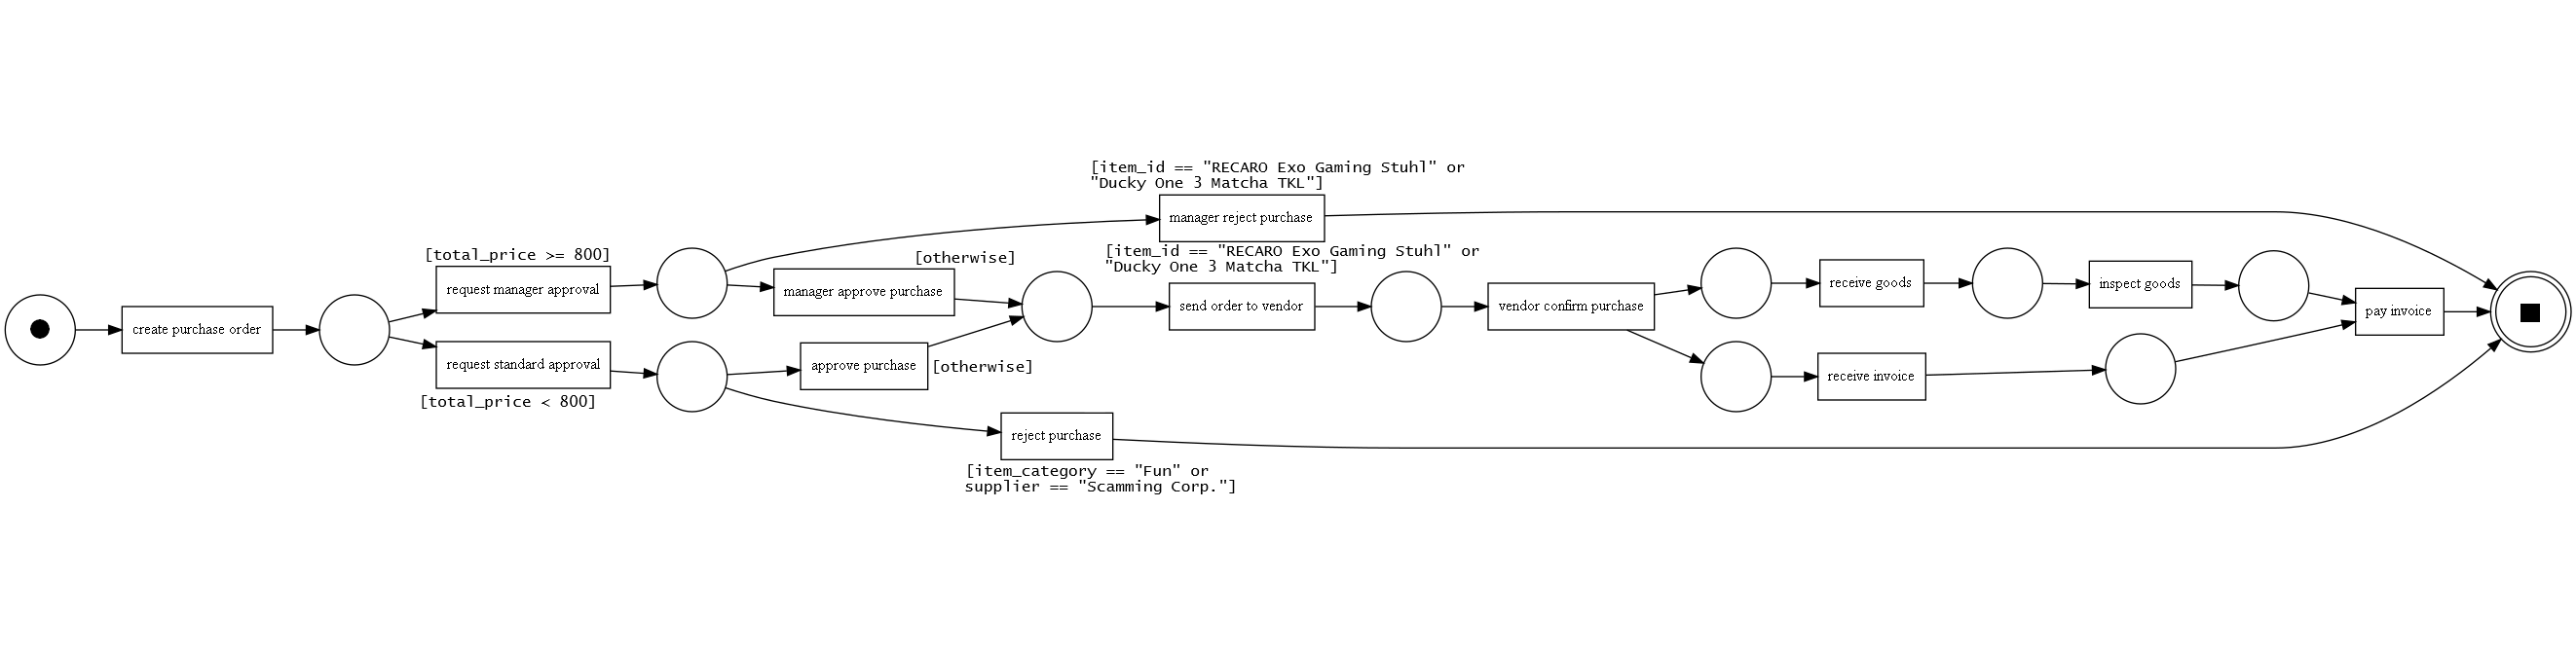 [item_id == "RECARO Exo Gaming Stuhl" or
"Ducky One 3 Matcha TKL"]
manager reject purchase
[total_price >= 800]
request manager approval
[otherwise]
manager approve purchase
[item_id == "RECARO Exo Gaming Stuhl" or
"Ducky One 3 Matcha TKL"]
send order to vendor
vendor confirm purchase
receive goods
inspect goods
pay invoice
create purchase order
request standard approval
[total_price < 800]
approve purchase
[otherwise]
receive invoice
reject purchase
[item_category == "Fun" or
supplier == "Scamming Corp."]